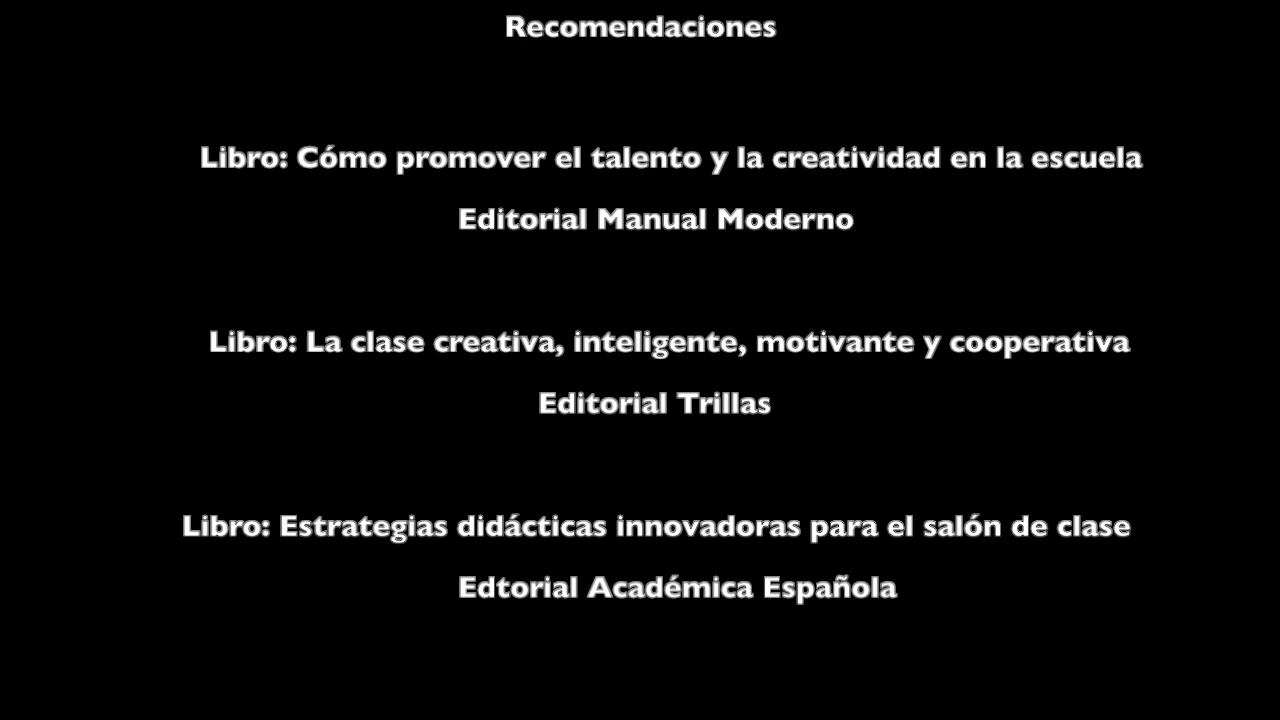 Recomendaciones
Libro: Cómo promover el talento y la creatividad en la escuela
Editorial Manual Moderno
Libro: La clase creativa, inteligente, motivante y cooperativa
Editorial Trillas
Libro: Estrategias didácticas innovadoras para el salón de clase
Edtorial Académica Española